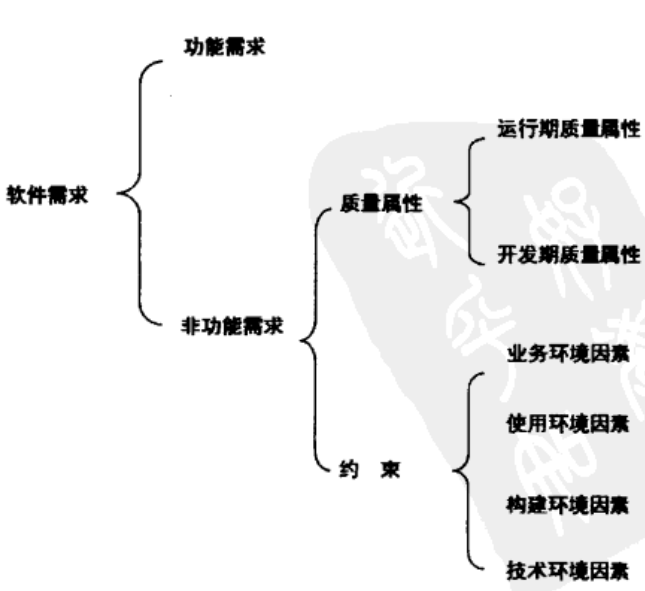 功能需求
运行期质量属性
软件需求
质量属性
开发期质量属性
非功能需求
业务环境因素
使用环境因素
约 束
构建环境因素
技术环境因素